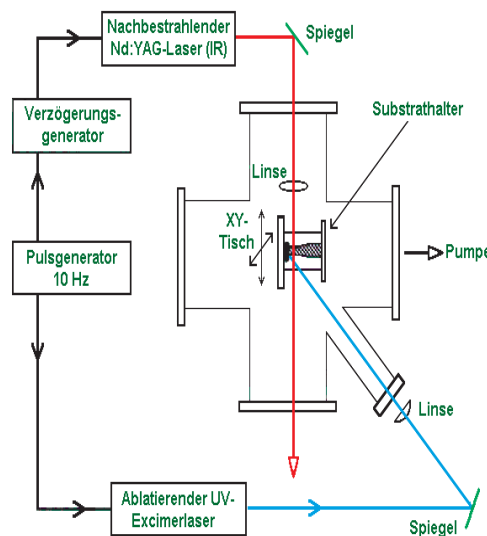 Nachbestrahlender
Nd:YAG-Laser (IR)
Spiegel
Verzögerungs-
generator
Substrathalter
Linse
XY-
Tisch
Pulsgenerator
10 Hz
Pumpe
Linse
Ablatierender UV-
Excimerlaser
Spiegel